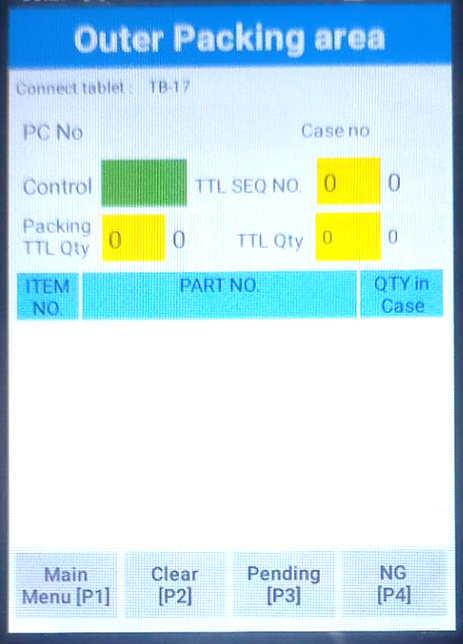 Outer Packing area
Connect tablet : TB-17
PC No Case no
Control TTL SEQ NO. 0 0
Packing TTL Qty 0 0 TTL Qty 0 0
ITEM NO. PART NO. QTY in Case
Main Menu [P1] Clear [P2] Pending [P3] NG [P4]